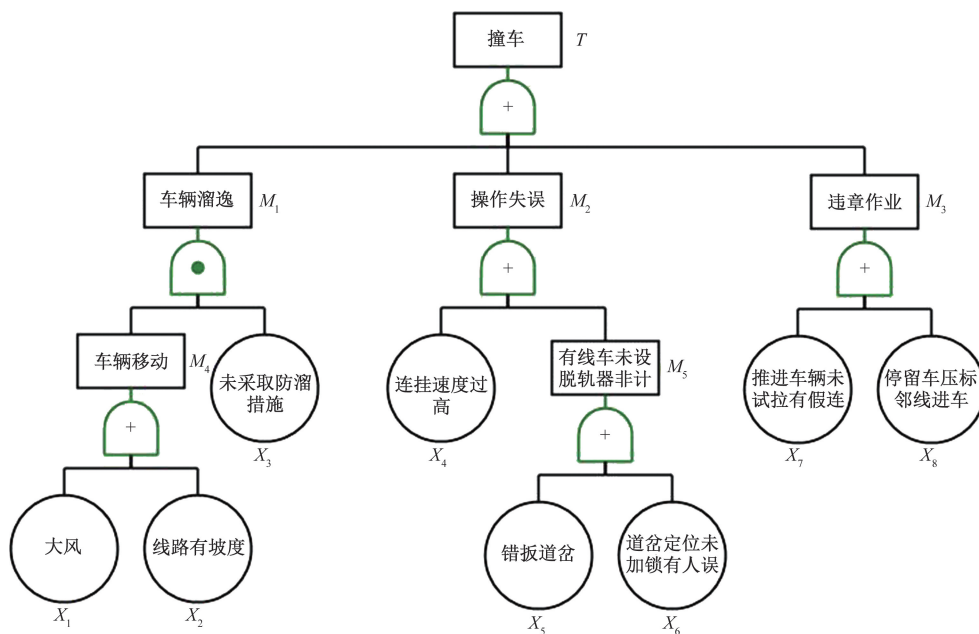 撞车
T
+
车辆溜逸
M₁
操作失误
M₂
违章作业
M₃
+
+
车辆移动
M₄
未采取防溜
措施
X₃
连挂速度过
高
X₄
有线车未设
脱轨器非计
M₅
推进车辆未
试拉有假连
X₇
停留车压标
邻线进车
X₈
+
+
大风
X₁
线路有坡度
X₂
错扳道岔
X₅
道岔定位未
加锁有人误
X₆